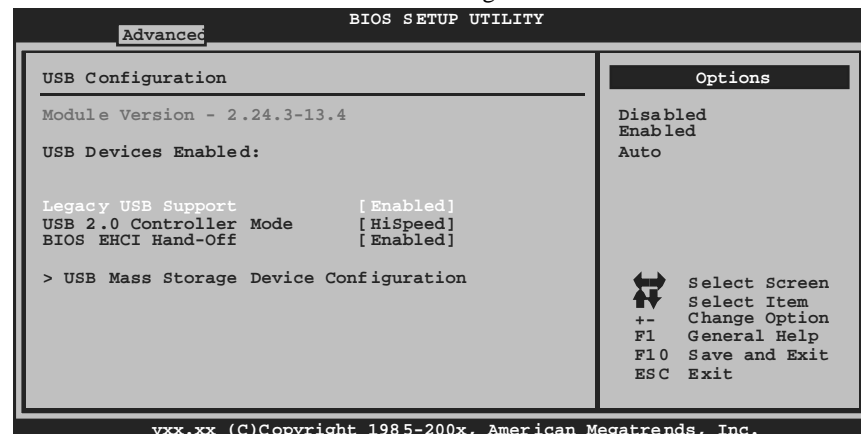 BIOS SETUP UTILITY
Advanced
USB Configuration
Module Version - 2.24.3-13.4
USB Devices Enabled:
Legacy USB Support [Enabled]
USB 2.0 Controller Mode [HiSpeed]
BIOS EHCI Hand-Off [Enabled]
> USB Mass Storage Device Configuration
Options
Disabled
Enabled
Auto
Select Screen
Select Item
+- Change Option
F1 General Help
F10 Save and Exit
ESC Exit
vxx.xx (C)Copyright 1985-200x, American Megatrends, Inc.